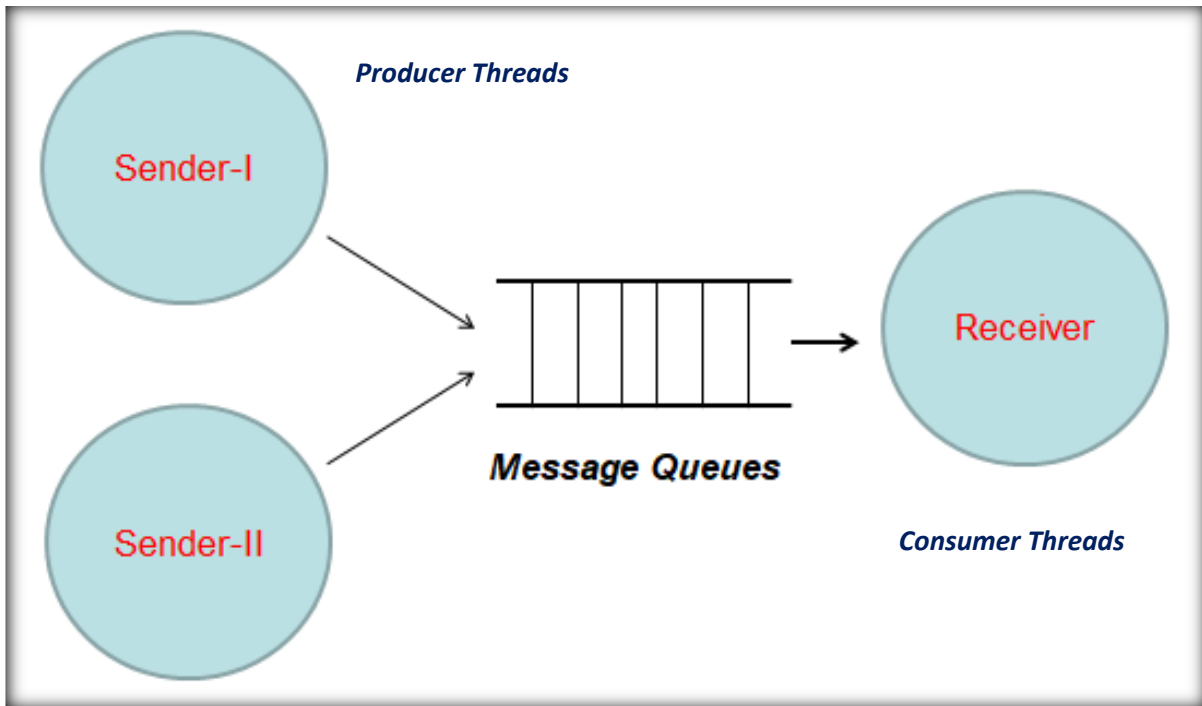 Producer Threads
Sender-I
Receiver
Message Queues
Sender-II
Consumer Threads